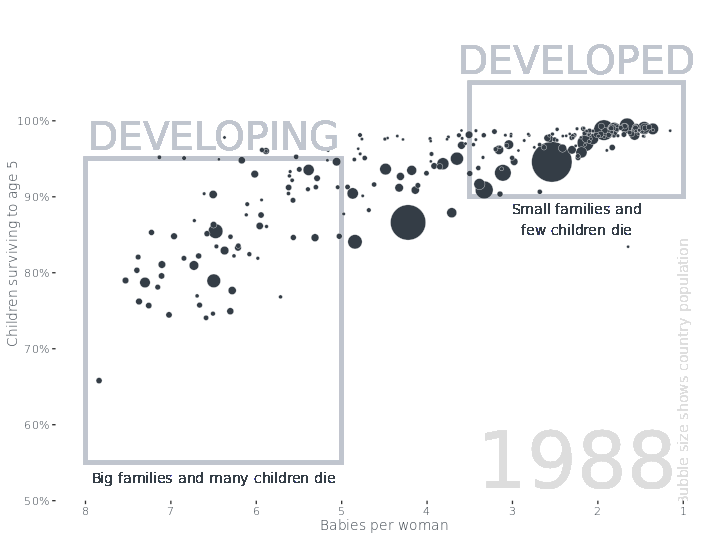 DEVELOPED
DEVELOPING
100%
90%
80%
70%
60%
50%
Children surviving to age 5
Small families and
few children die
Big families and many children die
1988
Bubble size shows country population
8 7 6 5 4 3 2 1
Babies per woman